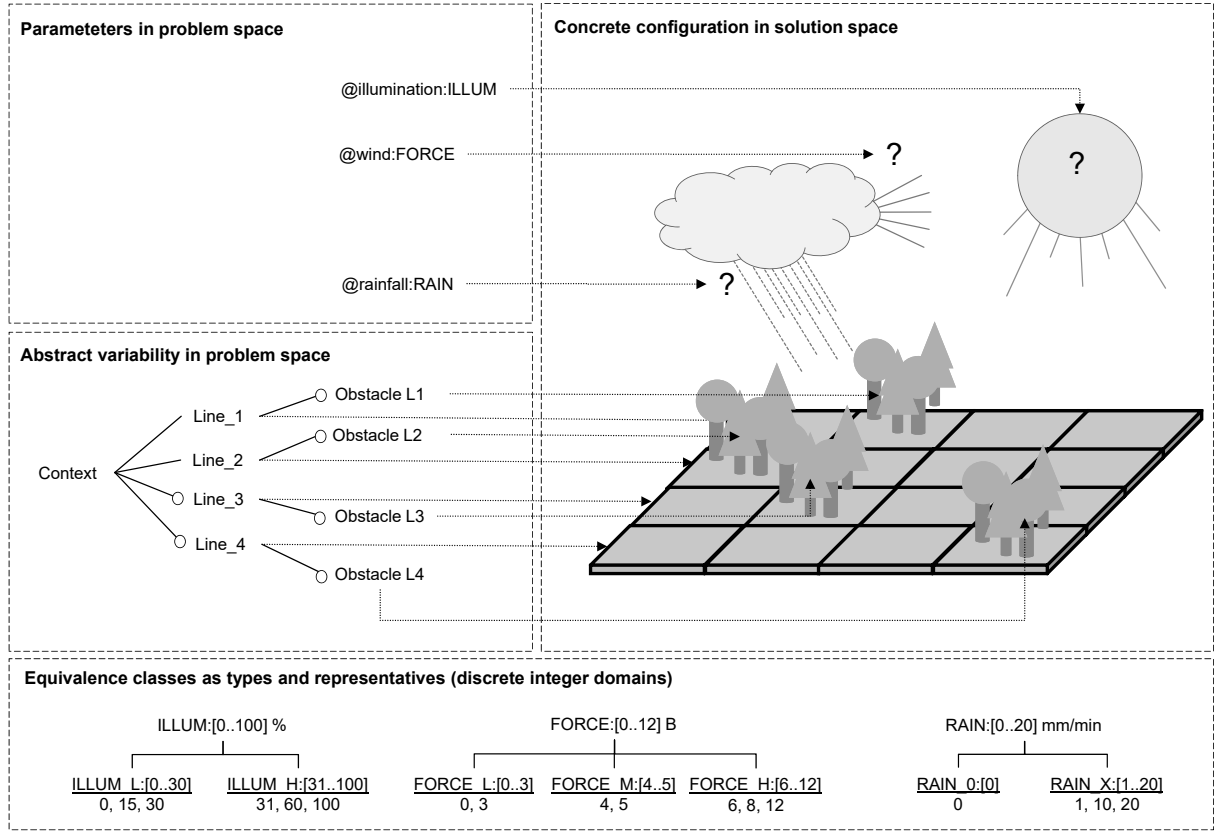 Parameteters in problem space
@illumination:ILLUM
@wind:FORCE
@rainfall:RAIN
Concrete configuration in solution space
?
?
?
Abstract variability in problem space
Context
Line_1
Obstacle L1
Line_2
Obstacle L2
Line_3
Obstacle L3
Line_4
Obstacle L4
Equivalence classes as types and representatives (discrete integer domains)
ILLUM:[0..100] %
ILLUM_L:[0..30]
0, 15, 30
ILLUM_H:[31..100]
31, 60, 100
FORCE:[0..12] B
FORCE_L:[0..3]
0, 3
FORCE_M:[4..5]
4, 5
FORCE_H:[6..12]
6, 8, 12
RAIN:[0..20] mm/min
RAIN_0:[0]
0
RAIN_X:[1..20]
1, 10, 20